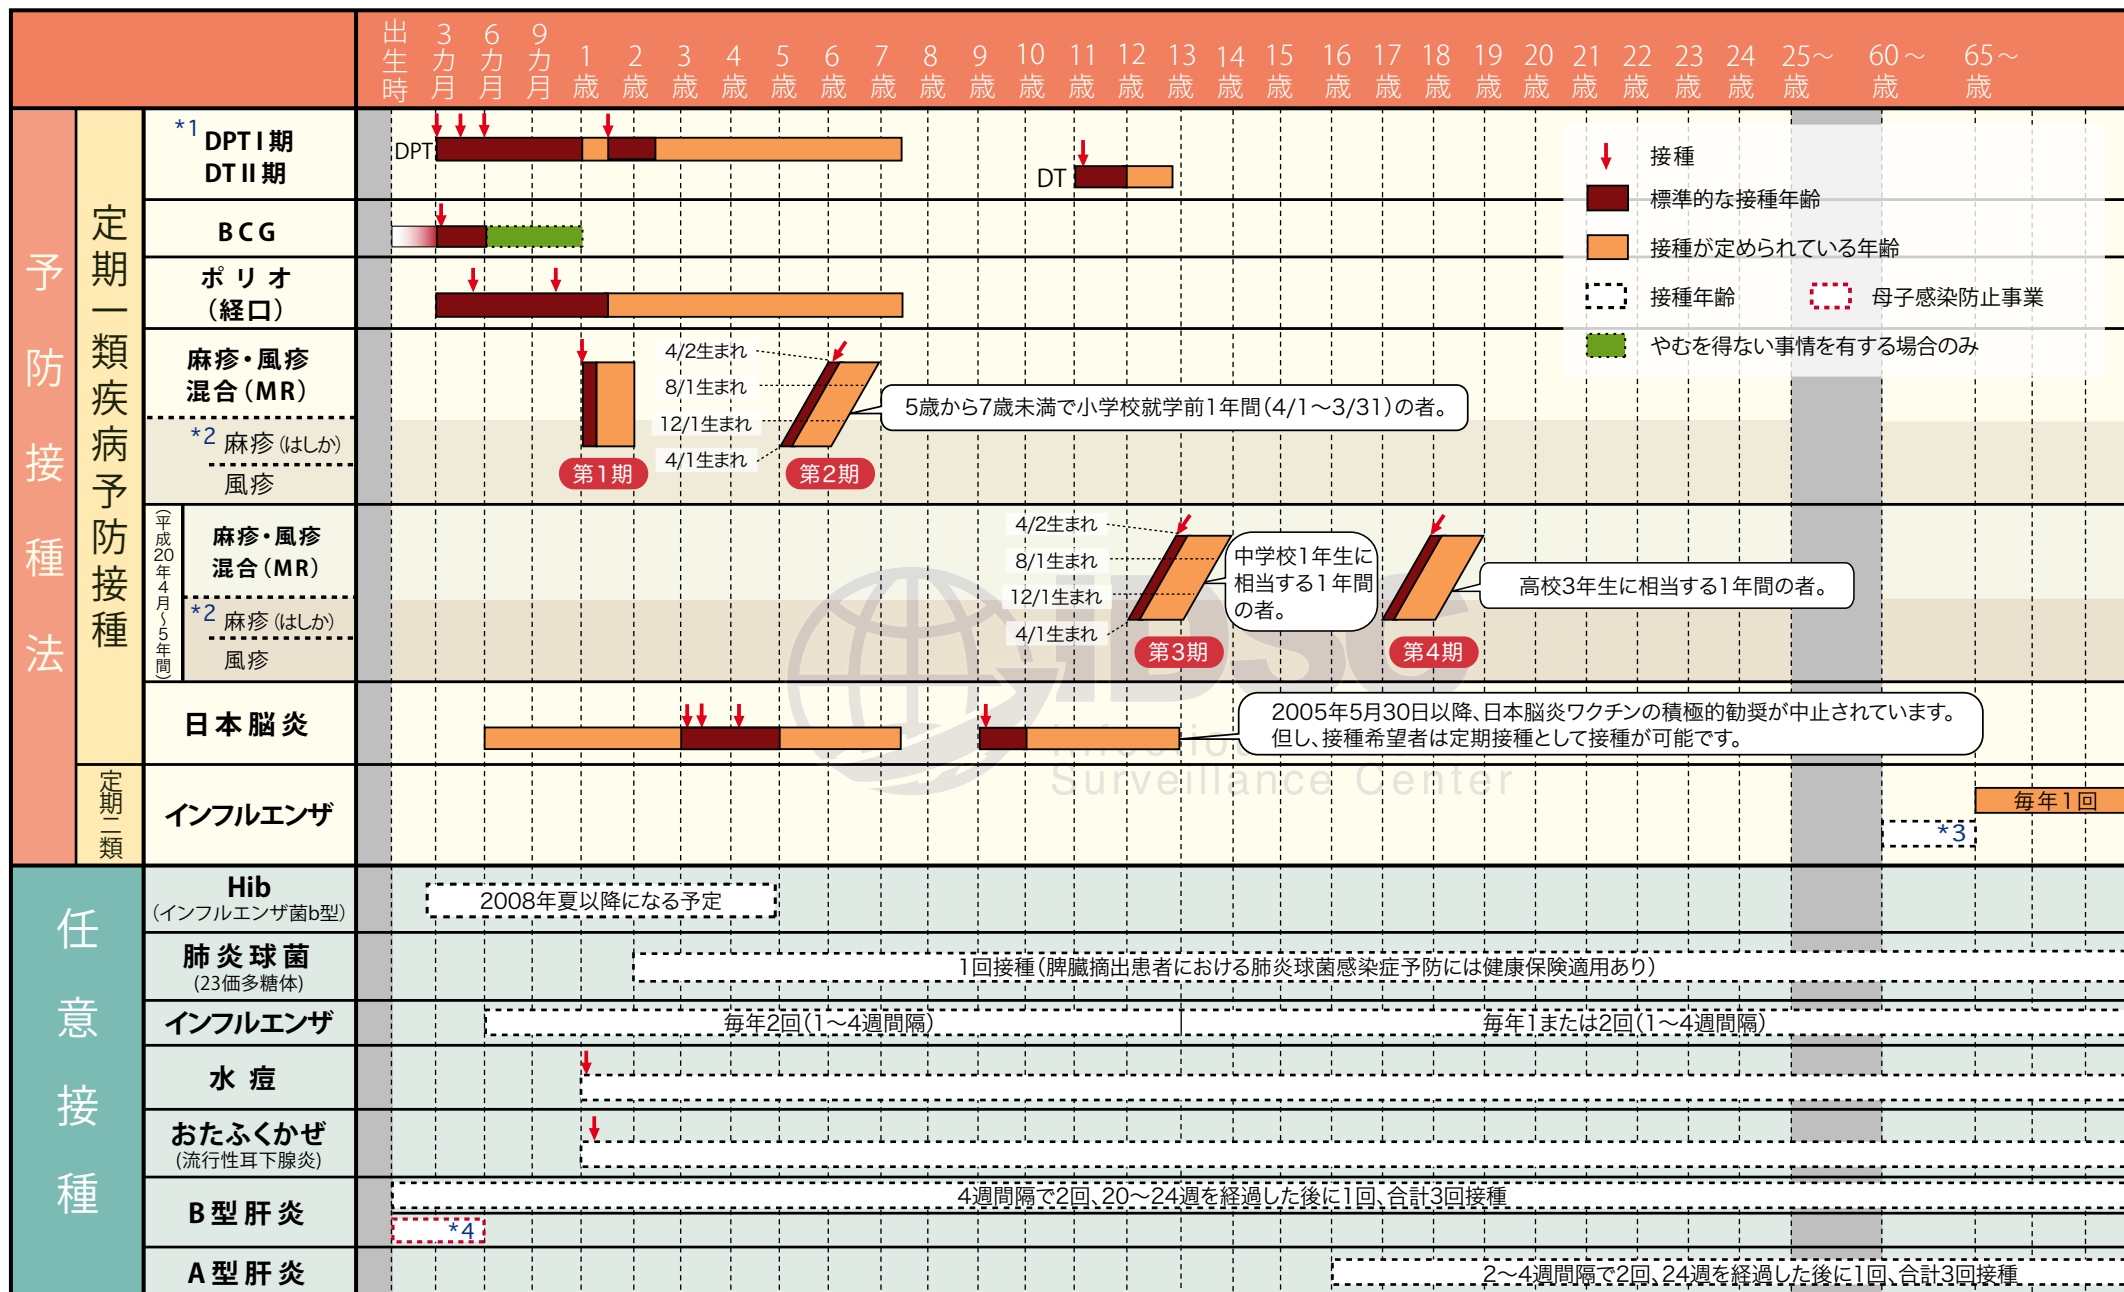 出生時 3カ月 6カ月 9カ月 1歳 2歳 3歳 4歳 5歳 6歳 7歳 8歳 9歳 10歳 11歳 12歳 13歳 14歳 15歳 16歳 17歳 18歳 19歳 20歳 21歳 22歳 23歳 24歳 25〜歳 60〜歳 65〜歳
予防接種法
定期一類疾病予防接種
*1 DPT I 期
DT II 期
DPT
DT
接種
標準的な接種年齢
接種が定められている年齢
接種年齢
母子感染防止事業
やむを得ない事情を有する場合のみ
BCG
ポリオ
(経口)
麻疹・風疹
混合(MR)
*2 麻疹(はしか)
風疹
4/2生まれ
8/1生まれ
12/1生まれ
4/1生まれ
第1期
第2期
5歳から7歳未満で小学校就学前1年間(4/1〜3/31)の者。
(平成20年4月〜5年間)
麻疹・風疹
混合(MR)
*2 麻疹(はしか)
風疹
4/2生まれ
8/1生まれ
12/1生まれ
4/1生まれ
第3期
中学校1年生に
相当する1年間
の者。
第4期
高校3年生に相当する1年間の者。
日本脳炎
2005年5月30日以降、日本脳炎ワクチンの積極的勧奨が中止されています。
但し、接種希望者は定期接種として接種が可能です。
iDSC
Surveillance Center
定期二類
インフルエンザ
毎年1回
*3
任意接種
Hib
(インフルエンザ菌b型)
2008年夏以降になる予定
肺炎球菌
(23価多糖体)
1回接種(脾臓摘出患者における肺炎球菌感染症予防には健康保険適用あり)
インフルエンザ
毎年2回(1〜4週間隔)
毎年1または2回(1〜4週間隔)
水痘
おたふくかぜ
(流行性耳下腺炎)
B型肝炎
4週間隔で2回、20〜24週を経過した後に1回、合計3回接種
*4
A型肝炎
2〜4週間隔で2回、24週を経過した後に1回、合計3回接種